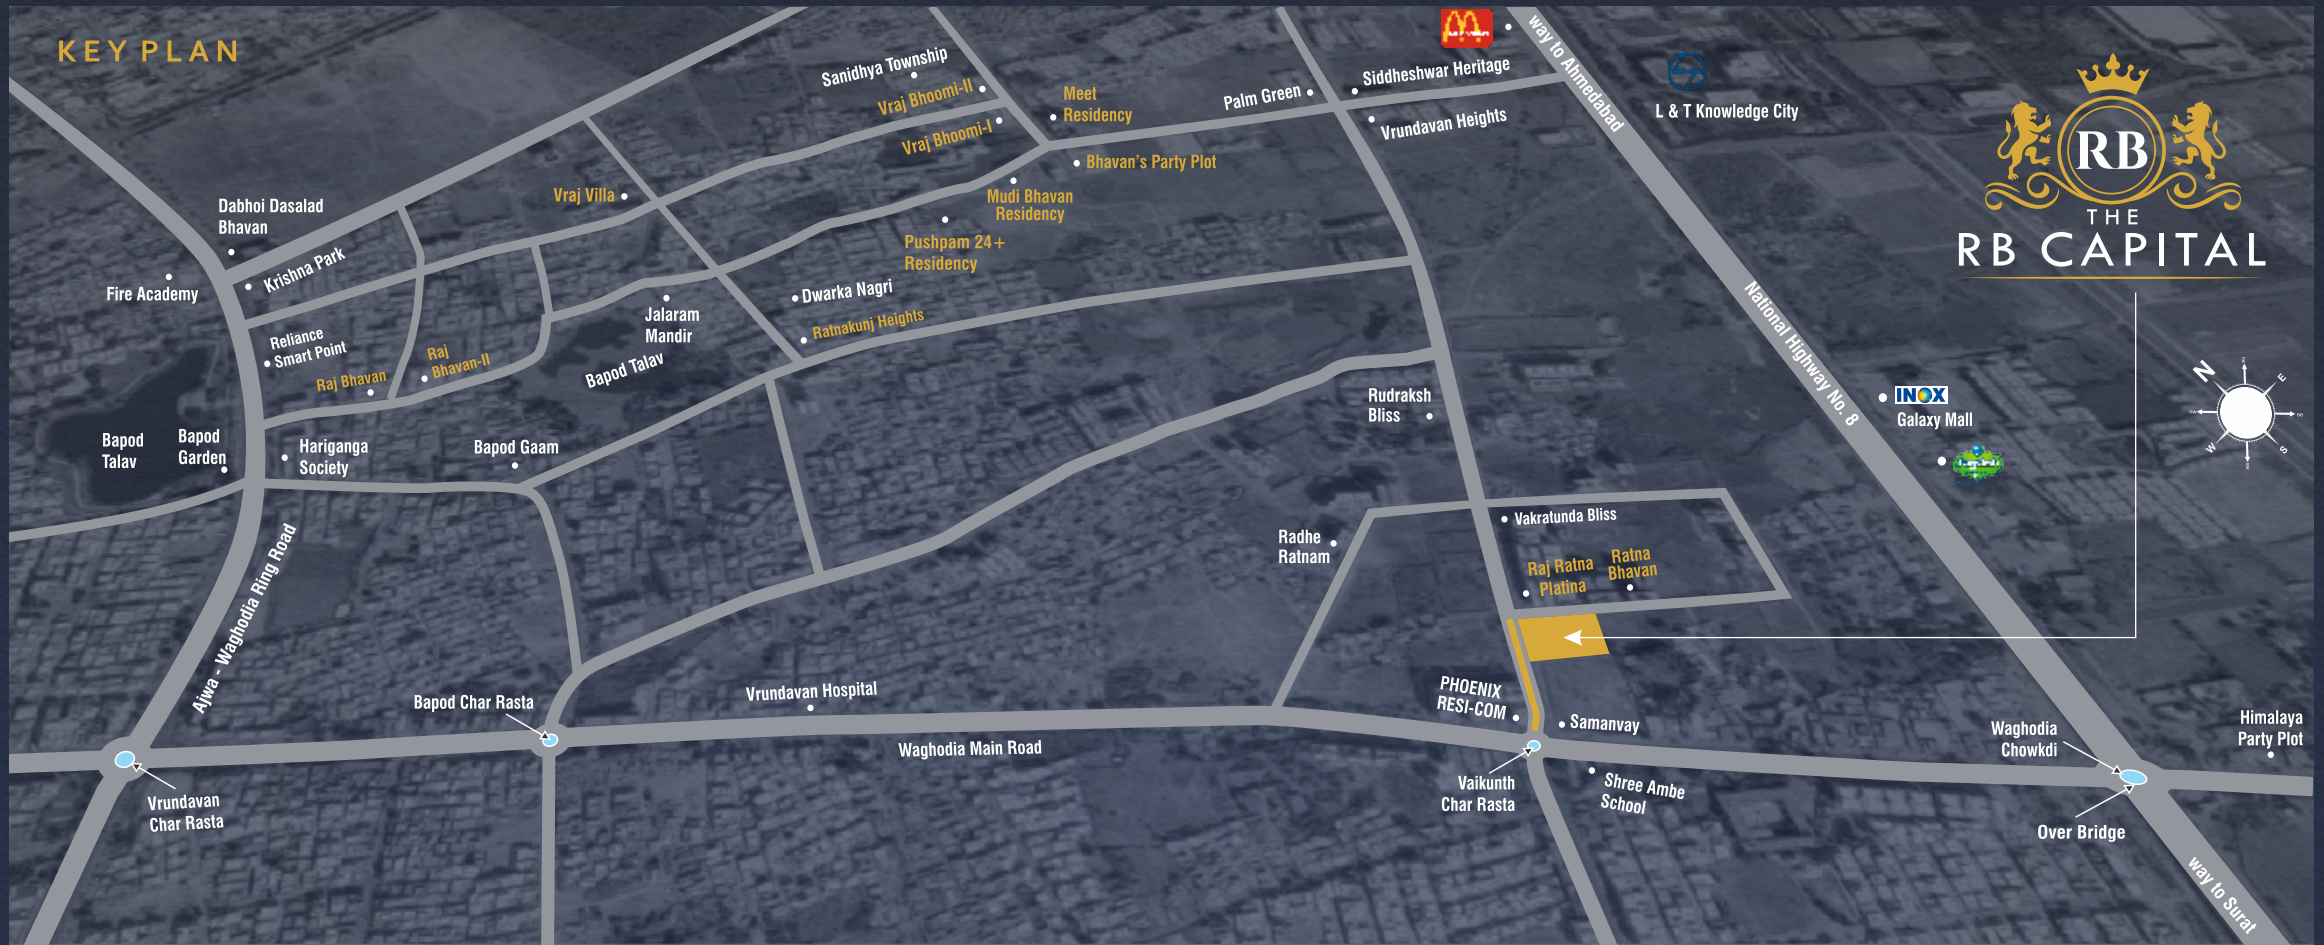 KEY PLAN
way to Ahmedabad
Sanidhya Township
Vraj Bhoomi-II
Vraj Bhoomi-I
Meet
Residency
Palm Green
Siddheshwar Heritage
Vrundavan Heights
L & T Knowledge City
RB
THE
RB CAPITAL
Bhavan's Party Plot
Mudi Bhavan
Residency
Vraj Villa
Pushpam 24+
Residency
Dabhoi Dasalad
Bhavan
Krishna Park
Fire Academy
Dwarka Nagri
Ratnakunj Heights
Jalaram
Mandir
Bapod Talav
Reliance
Smart Point
Raj Bhavan
Raj
Bhavan-II
National Highway No. 8
INOX
Galaxy Mall
N
E
S
W
Rudraksh
Bliss
Bapod
Talav
Bapod
Garden
Hariganga
Society
Bapod Gaam
Radhe
Ratnam
Vakratunda Bliss
Raj Ratna
Platina
Ratna
Bhavan
Ajwa - Waghodia Ring Road
Bapod Char Rasta
Vrundavan Hospital
Waghodia Main Road
PHOENIX
RESI-COM
Samanvay
Waghodia
Chowkdi
Himalaya
Party Plot
Vrundavan
Char Rasta
Vaikunth
Char Rasta
Shree Ambe
School
Over Bridge
way to Surat